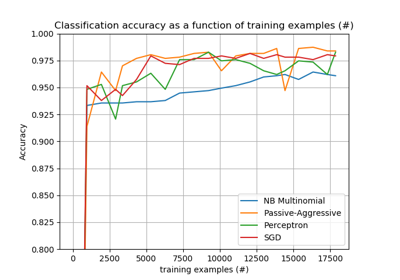 Classification accuracy as a function of training examples (#)
1.000
0.975
0.950
0.925
0.900
0.875
0.850
0.825
0.800
Accuracy
NB Multinomial
Passive-Aggressive
Perceptron
SGD
0 2500 5000 7500 10000 12500 15000 17500
training examples (#)